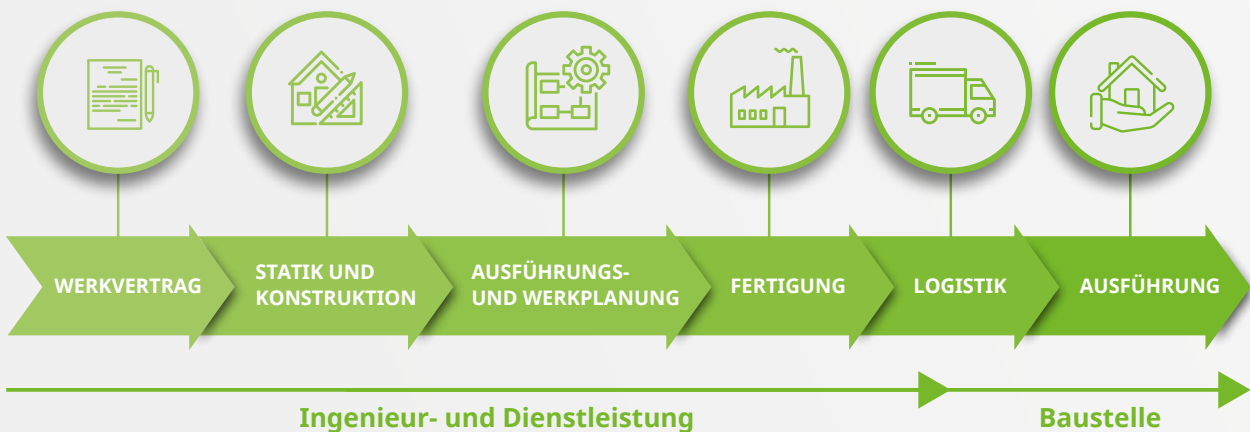 WERKVERTRAG
STATIK UND
KONSTRUKTION
AUSFÜHRUNGS-
UND WERKPLANUNG
FERTIGUNG
LOGISTIK
AUSFÜHRUNG
Ingenieur- und Dienstleistung
Baustelle